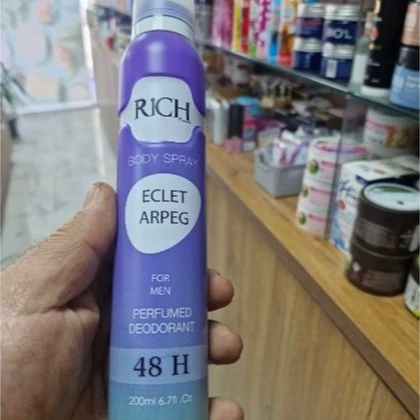 RICH
BODY SPRAY
ECLET
ARPEG
FOR
MEN
PERFUMED
DEODORANT
48 H
200ml 6.7fl.Oz